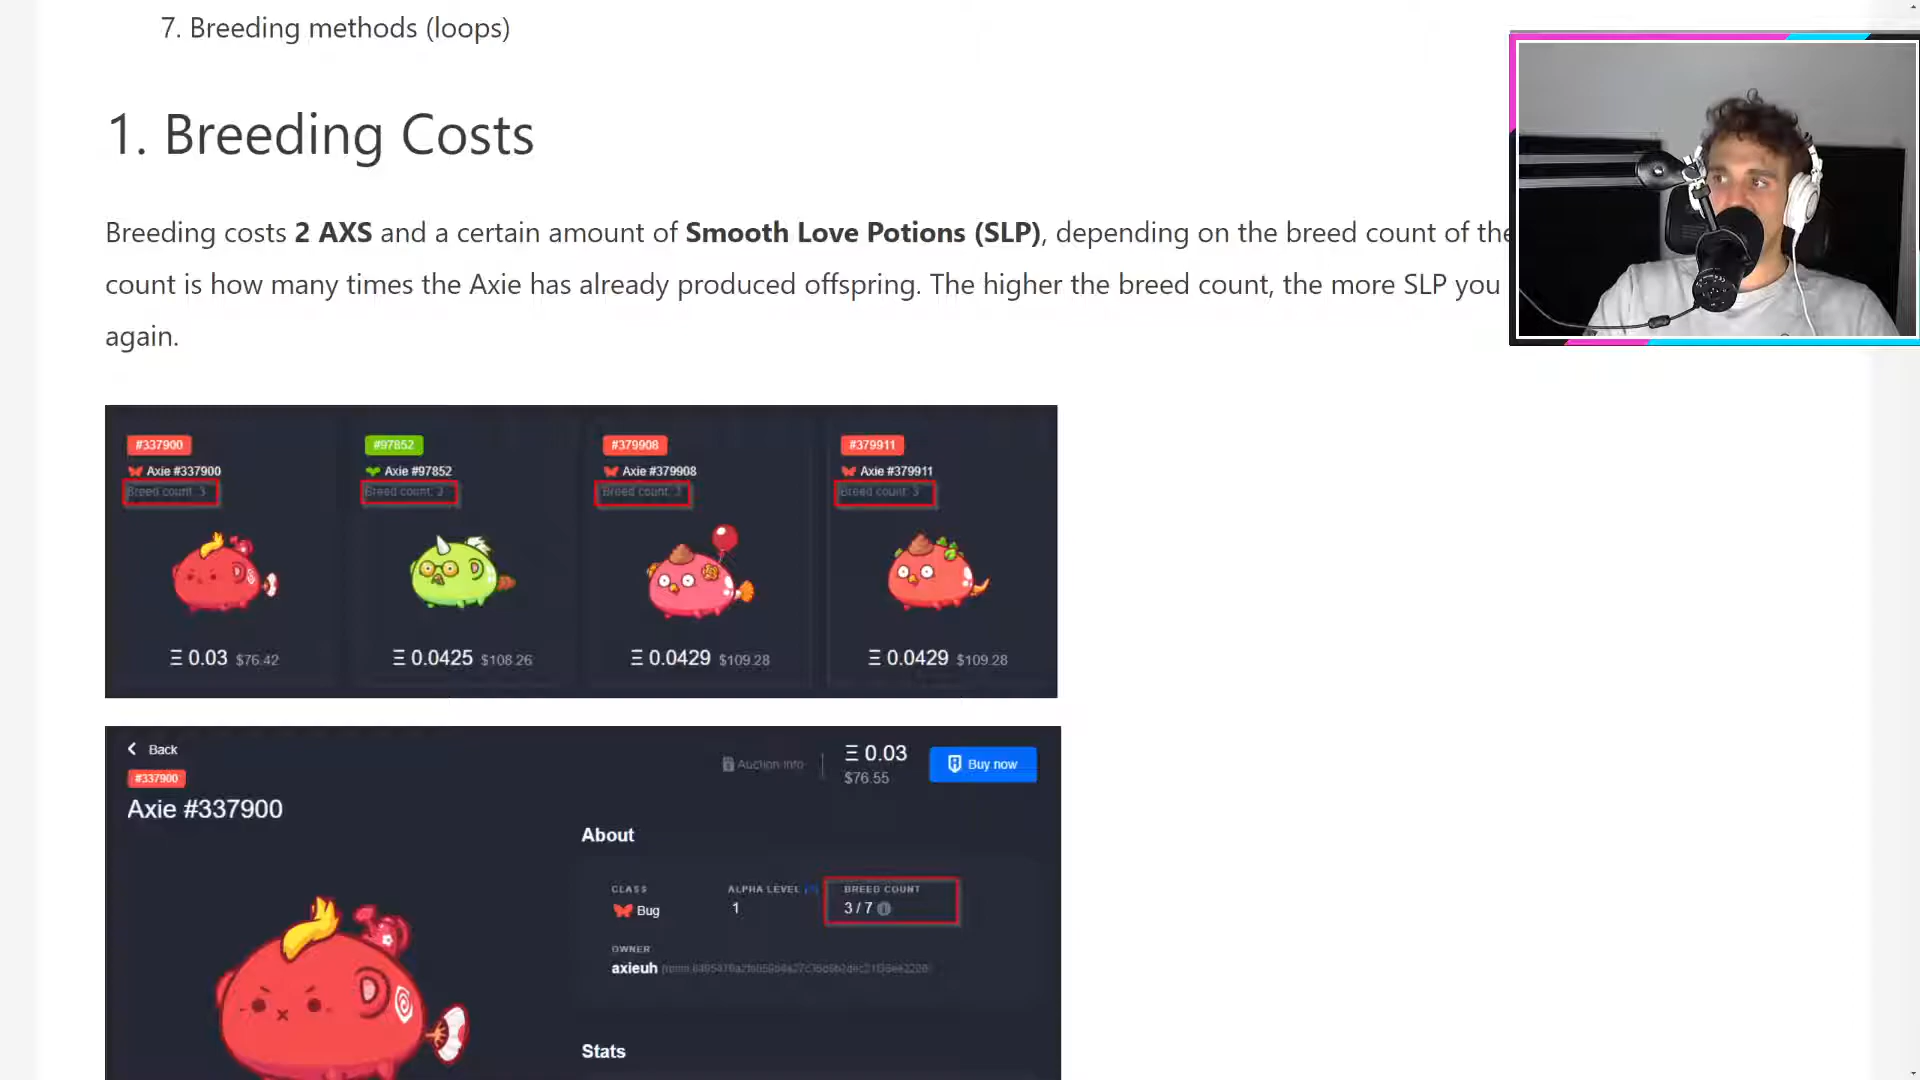 7. Breeding methods (loops)
1. Breeding Costs
Breeding costs 2 AXS and a certain amount of Smooth Love Potions (SLP), depending on the breed count of the
count is how many times the Axie has already produced offspring. The higher the breed count, the more SLP you
again.
#337900 #97852 #379908 #379911
Axie #337900 Axie #97852 Axie #379908 Axie #379911
Breed count: 3 Breed count: Breed count: Breed count: 3
Ξ 0.03 $76.42 Ξ 0.0425 $108.26 Ξ 0.0429 $109.28 Ξ 0.0429 $109.28
Back
Auction Info
Ξ 0.03
$76.55
Buy now
#337900
Axie #337900
About
CLASS ALPHA LEVEL BREED COUNT
Bug 1 3 / 7
OWNER
axieuh
Stats